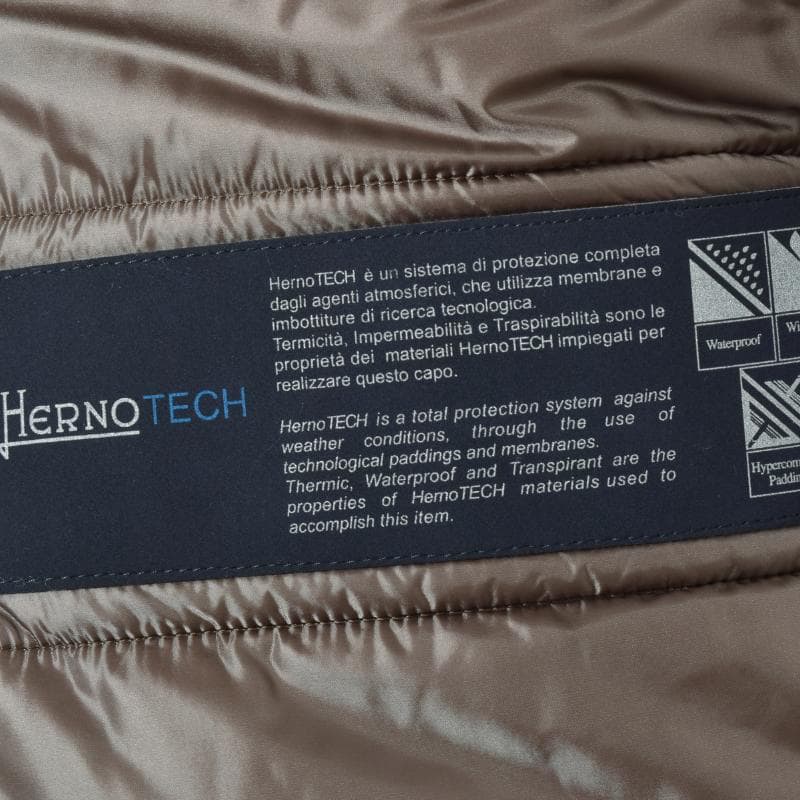 HERNOTECH
HernoTECH è un sistema di protezione completa
dagli agenti atmosferici, che utilizza membrane e
imbottiture di ricerca tecnologica.
Termicità, Impermeabilità e Traspirabilità sono le
proprietà dei materiali HernoTECH impiegati per
realizzare questo capo.
HernoTECH is a total protection system against
weather conditions, through the use of
technological paddings and membranes.
Thermic, Waterproof and Transpirant are the
properties of HernoTECH materials used to
accomplish this item.
Waterproof